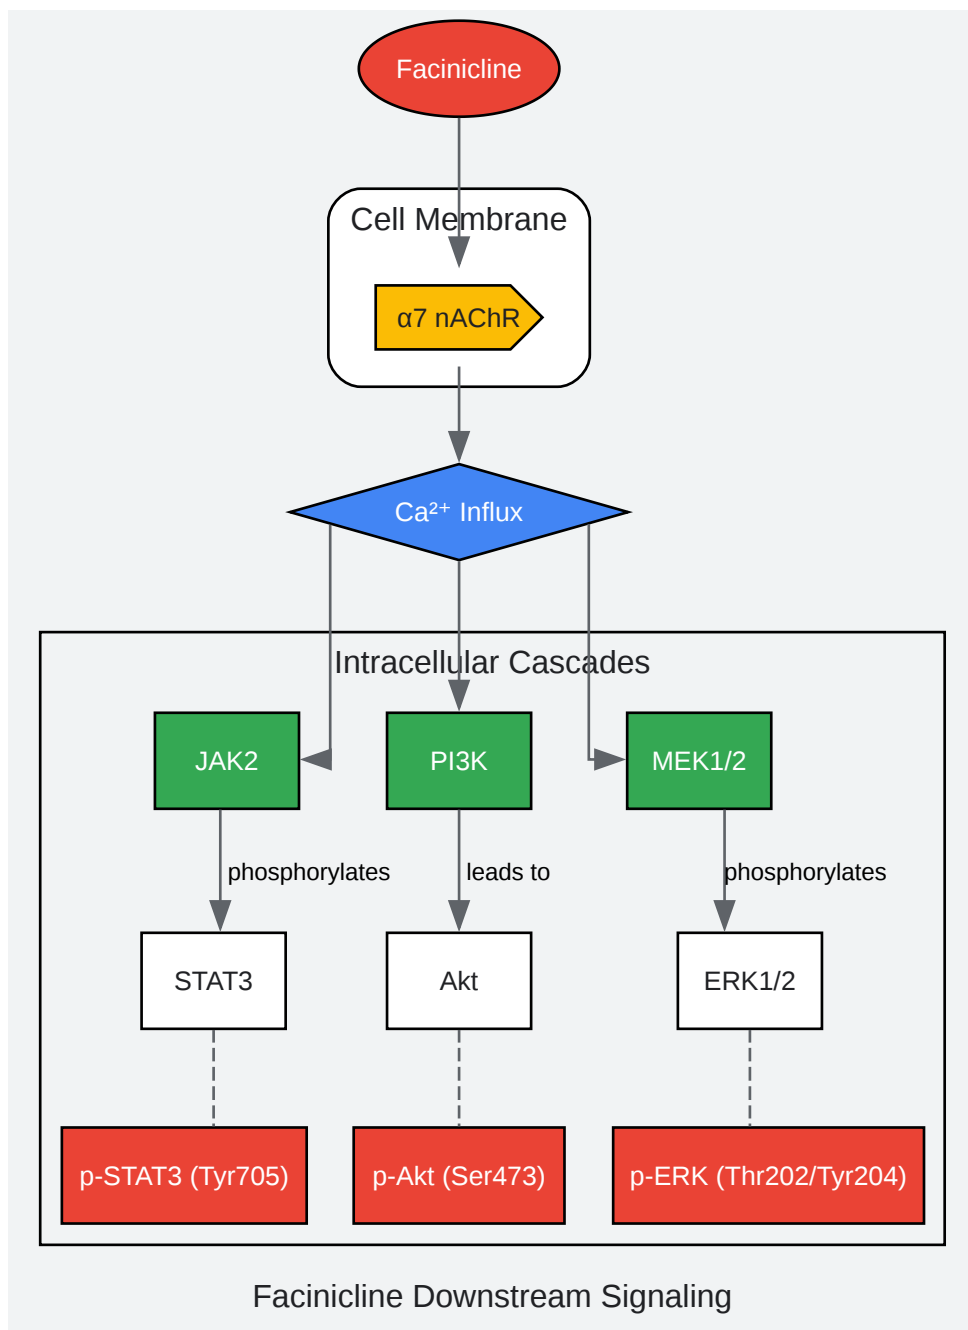 Facinicline
Cell Membrane
α7 nAChR
Ca²⁺ Influx
Intracellular Cascades
JAK2
PI3K
MEK1/2
phosphorylates
leads to
phosphorylates
STAT3
Akt
ERK1/2
p-STAT3 (Tyr705)
p-Akt (Ser473)
p-ERK (Thr202/Tyr204)
Facinicline Downstream Signaling